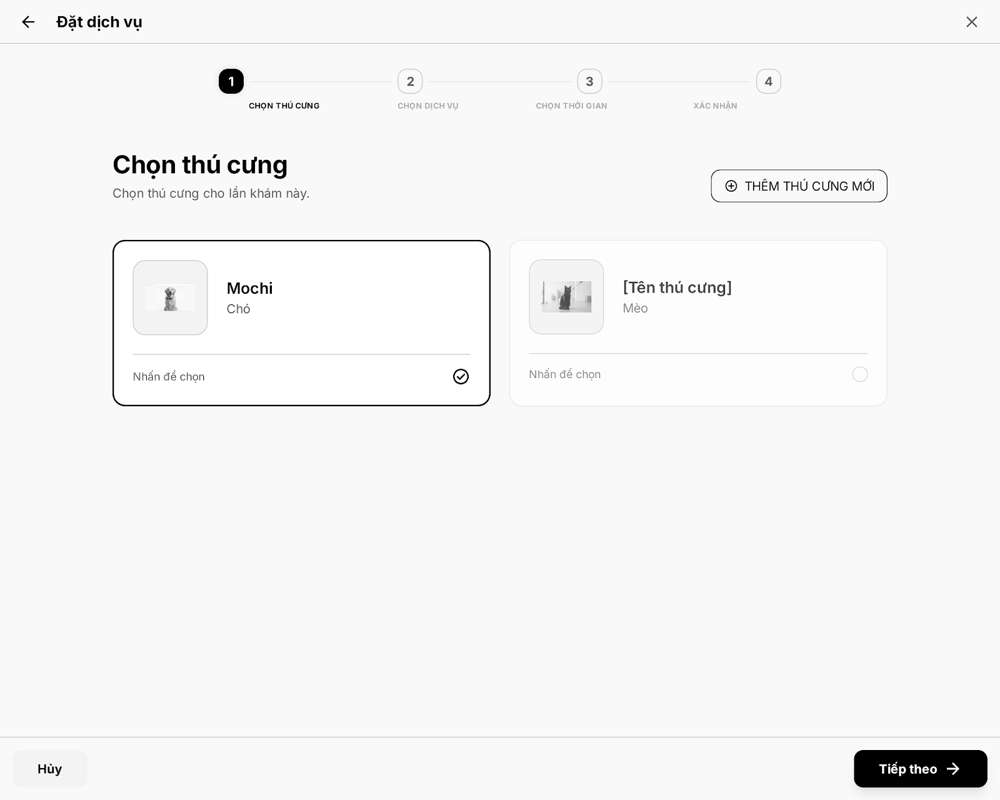 Đặt dịch vụ
1
2
3
4
CHỌN THÚ CƯNG
CHỌN DỊCH VỤ
CHỌN THỜI GIAN
XÁC NHẬN
Chọn thú cưng
Chọn thú cưng cho lần khám này.
THÊM THÚ CƯNG MỚI
Mochi
Chó
Nhấn để chọn
[Tên thú cưng]
Mèo
Nhấn để chọn
Hủy
Tiếp theo